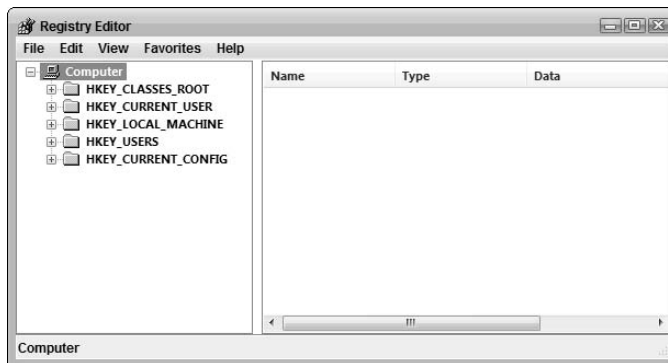 Registry Editor
File Edit View Favorites Help
Computer
HKEY_CLASSES_ROOT
HKEY_CURRENT_USER
HKEY_LOCAL_MACHINE
HKEY_USERS
HKEY_CURRENT_CONFIG
Name Type Data
Computer